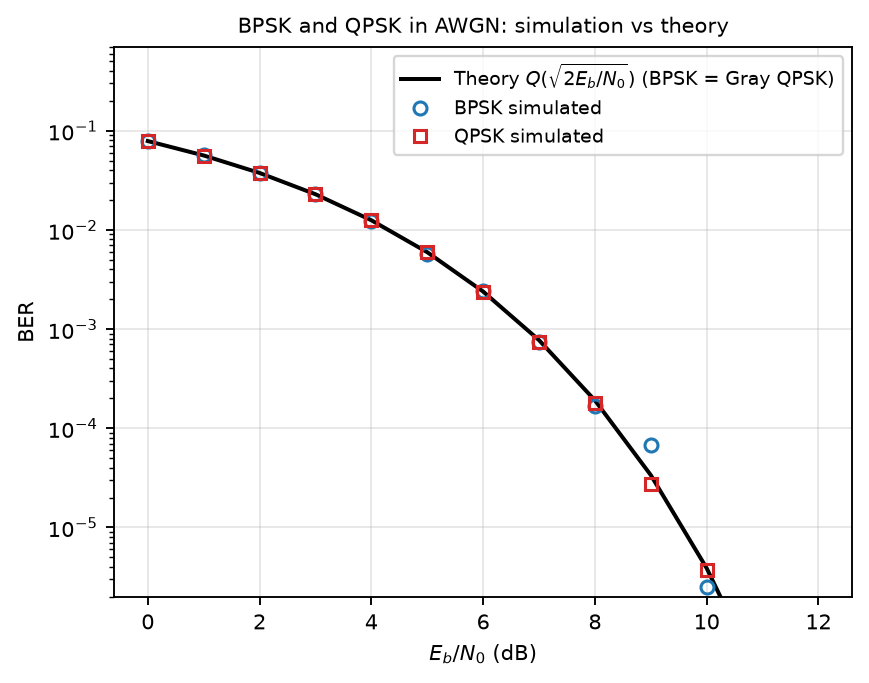 BPSK and QPSK in AWGN: simulation vs theory
Theory Q(√2E_b/N_0) (BPSK = Gray QPSK)
BPSK simulated
QPSK simulated
BER
10⁻¹
10⁻²
10⁻³
10⁻⁴
10⁻⁵
0 2 4 6 8 10 12
E_b/N_0 (dB)